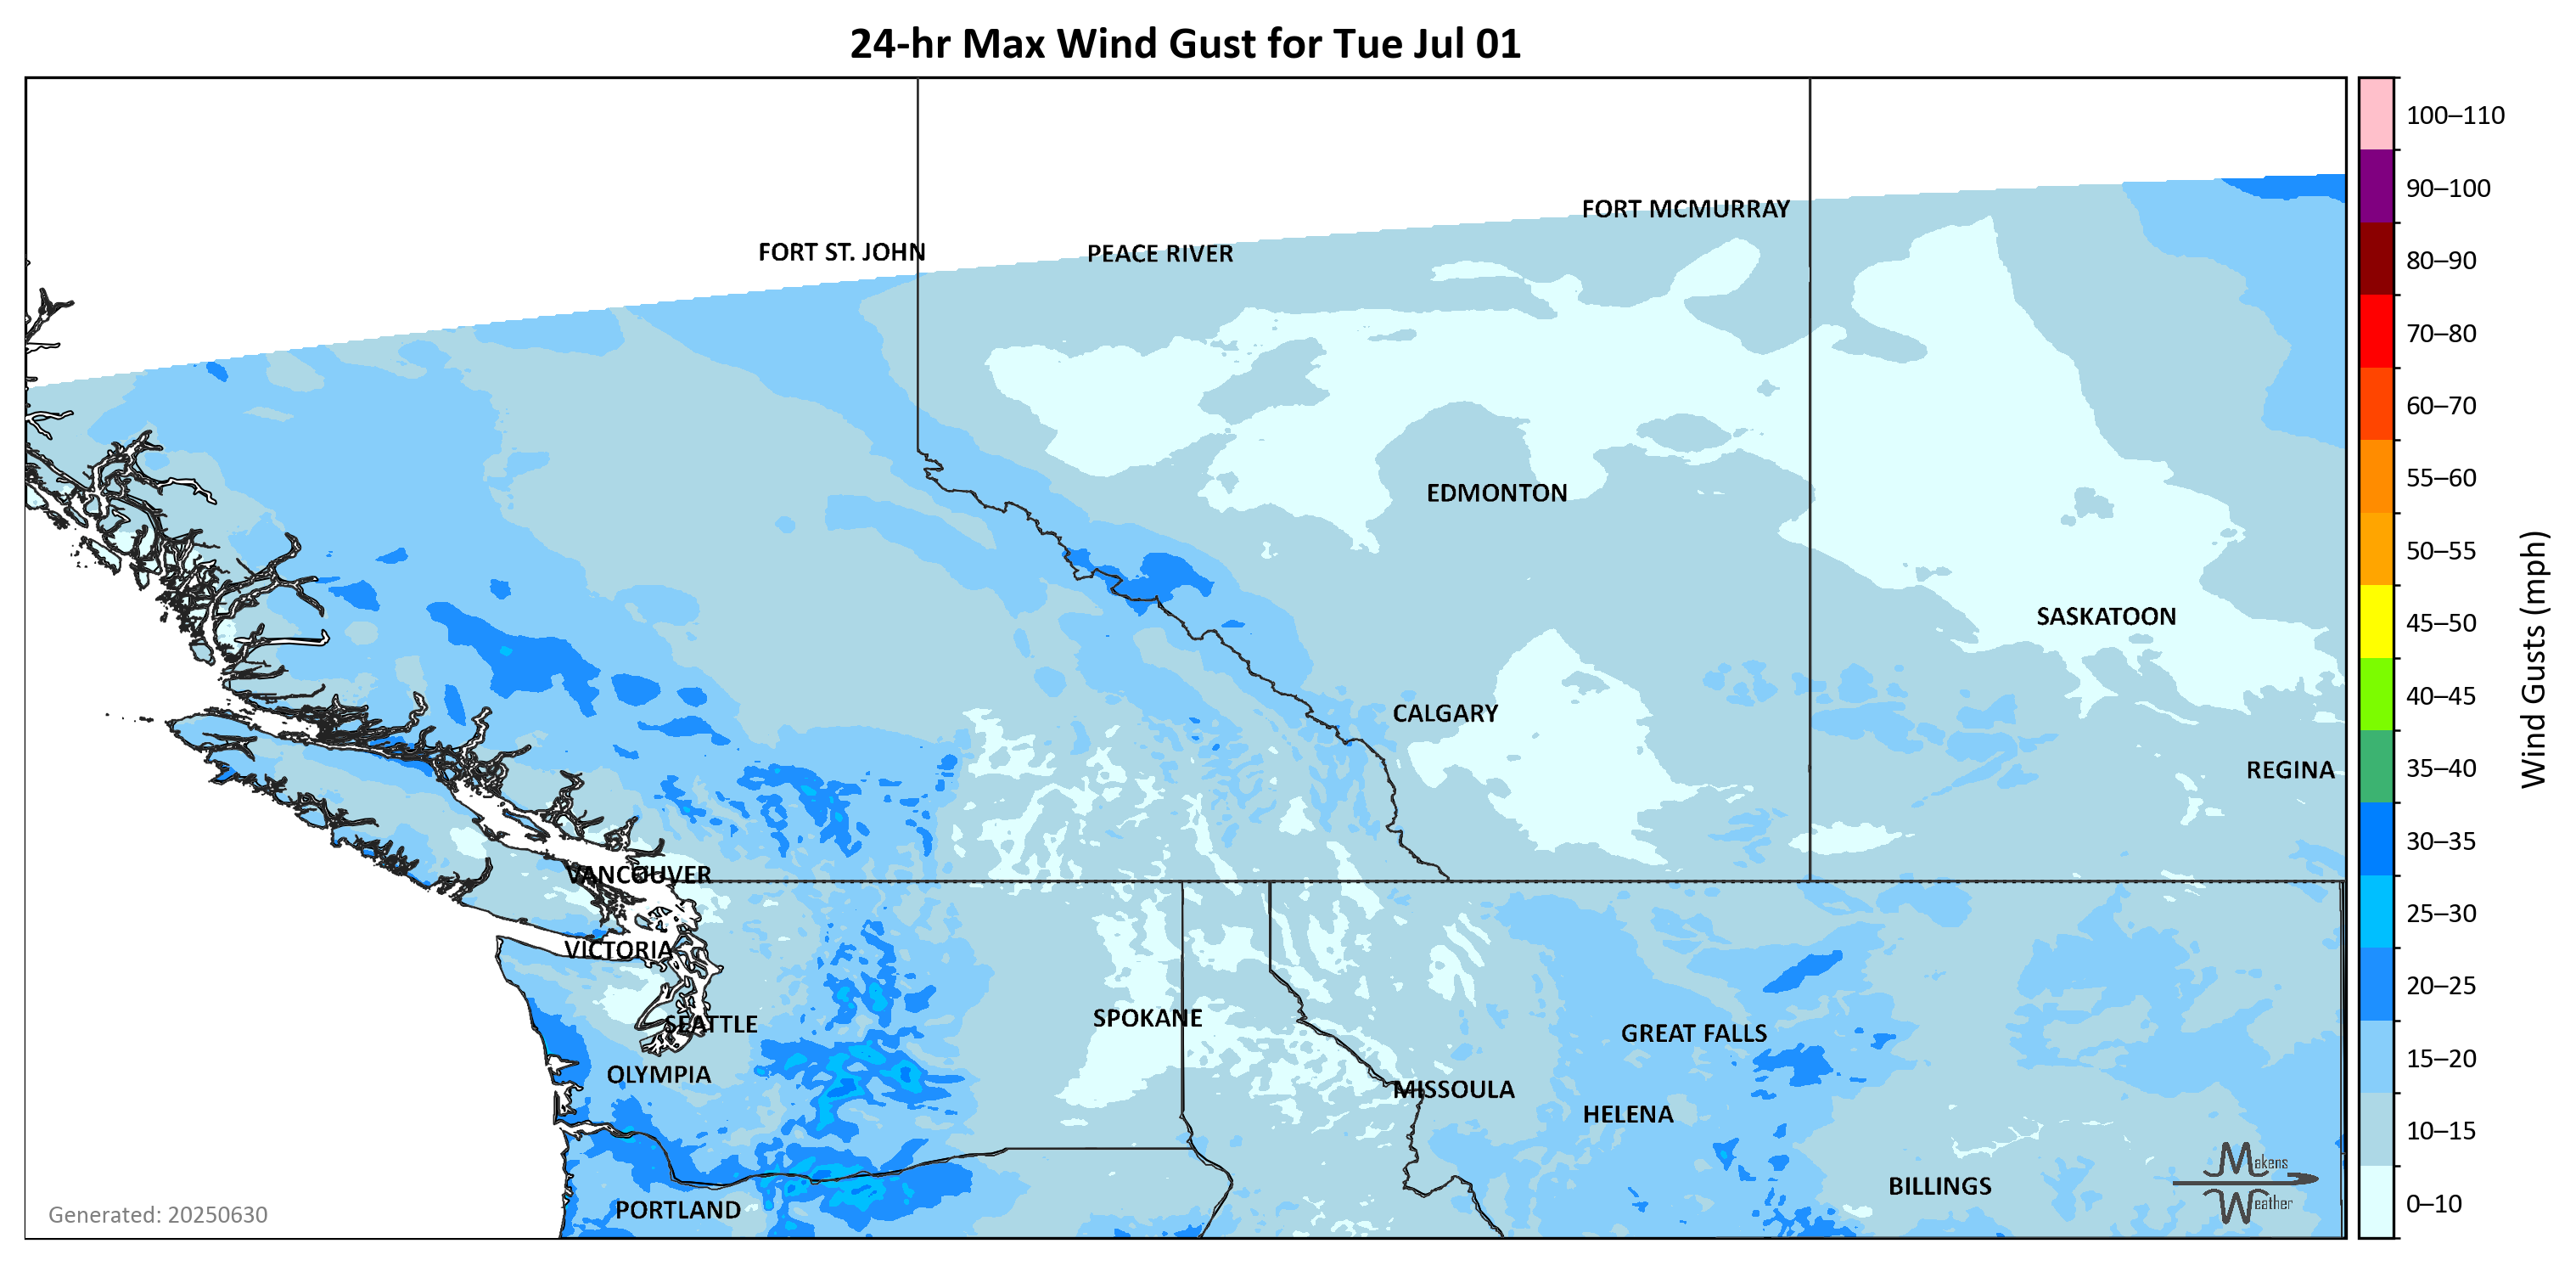 24-hr Max Wind Gust for Tue Jul 01
100–110
90–100
80–90
70–80
60–70
55–60
50–55
45–50
40–45
35–40
30–35
25–30
20–25
15–20
10–15
0–10
Wind Gusts (mph)
FORT MCMURRAY
FORT ST. JOHN
PEACE RIVER
EDMONTON
SASKATOON
CALGARY
REGINA
VANCOUVER
VICTORIA
SPOKANE
SEATTLE
GREAT FALLS
OLYMPIA
MISSOULA
HELENA
BILLINGS
PORTLAND
Makens
Weather
Generated: 20250630